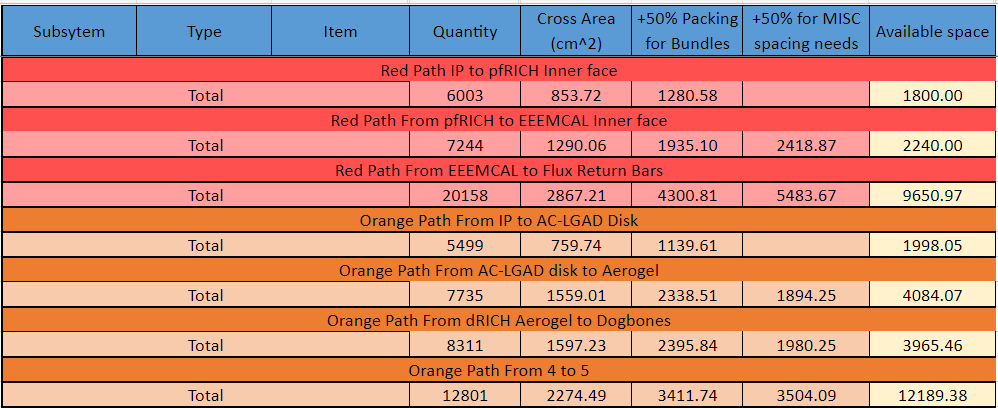 Subsytem Type Item Quantity Cross Area (cm^2) +50% Packing for Bundles +50% for MISC spacing needs Available space
Red Path IP to pfRICH Inner face
Total 6003 853.72 1280.58 1800.00
Red Path From pfRICH to EEEMCAL Inner face
Total 7244 1290.06 1935.10 2418.87 2240.00
Red Path From EEEMCAL to Flux Return Bars
Total 20158 2867.21 4300.81 5483.67 9650.97
Orange Path From IP to AC-LGAD Disk
Total 5499 759.74 1139.61 1998.05
Orange Path From AC-LGAD disk to Aerogel
Total 7735 1559.01 2338.51 1894.25 4084.07
Orange Path From dRICH Aerogel to Dogbones
Total 8311 1597.23 2395.84 1980.25 3965.46
Orange Path From 4 to 5
Total 12801 2274.49 3411.74 3504.09 12189.38